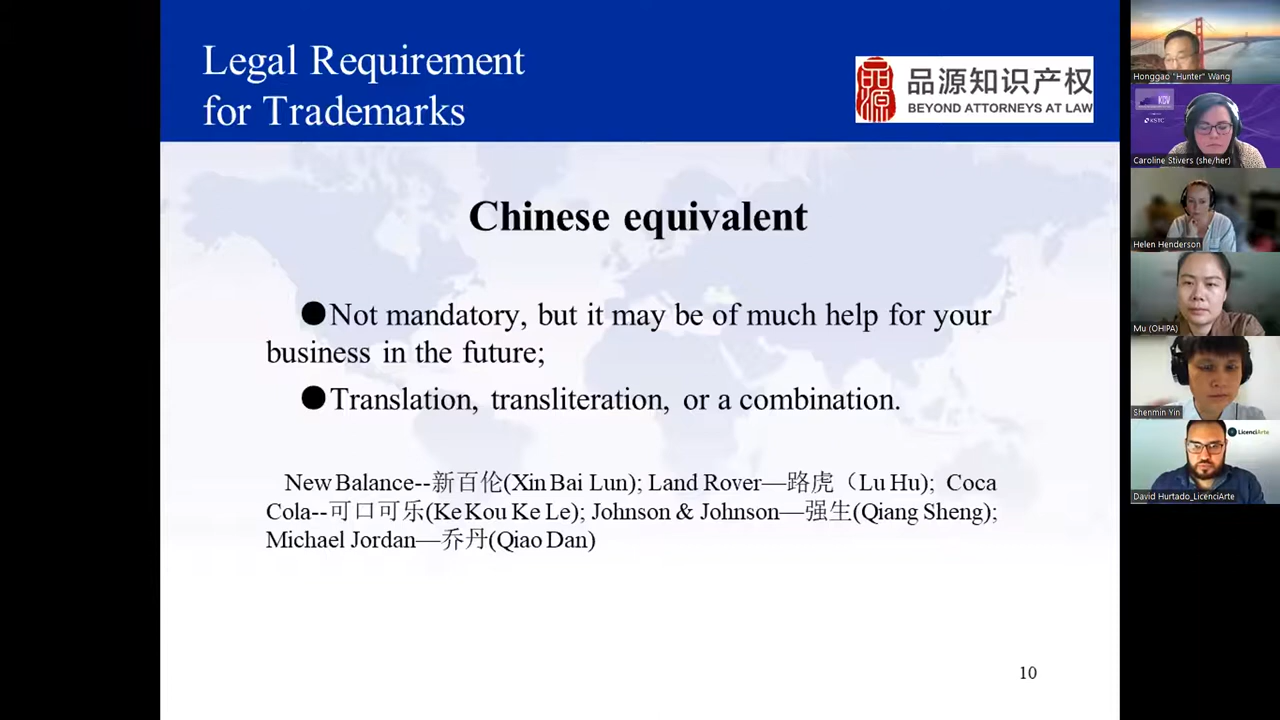 Legal Requirement
for Trademarks
品源
品源知识产权
BEYOND ATTORNEYS AT LAW
Chinese equivalent
●Not mandatory, but it may be of much help for your
business in the future;
●Translation, transliteration, or a combination.
New Balance--新百伦(Xin Bai Lun); Land Rover—路虎（Lu Hu); Coca
Cola--可口可乐(Ke Kou Ke Le); Johnson & Johnson—强生(Qiang Sheng);
Michael Jordan—乔丹(Qiao Dan)
10
Honggao "Hunter" Wang
KDV
KSTC
Caroline Stivers (she/her)
Helen Henderson
Mu (OHIPA)
Shenmin Yin
LicenciArte
David Hurtado_LicenciArte